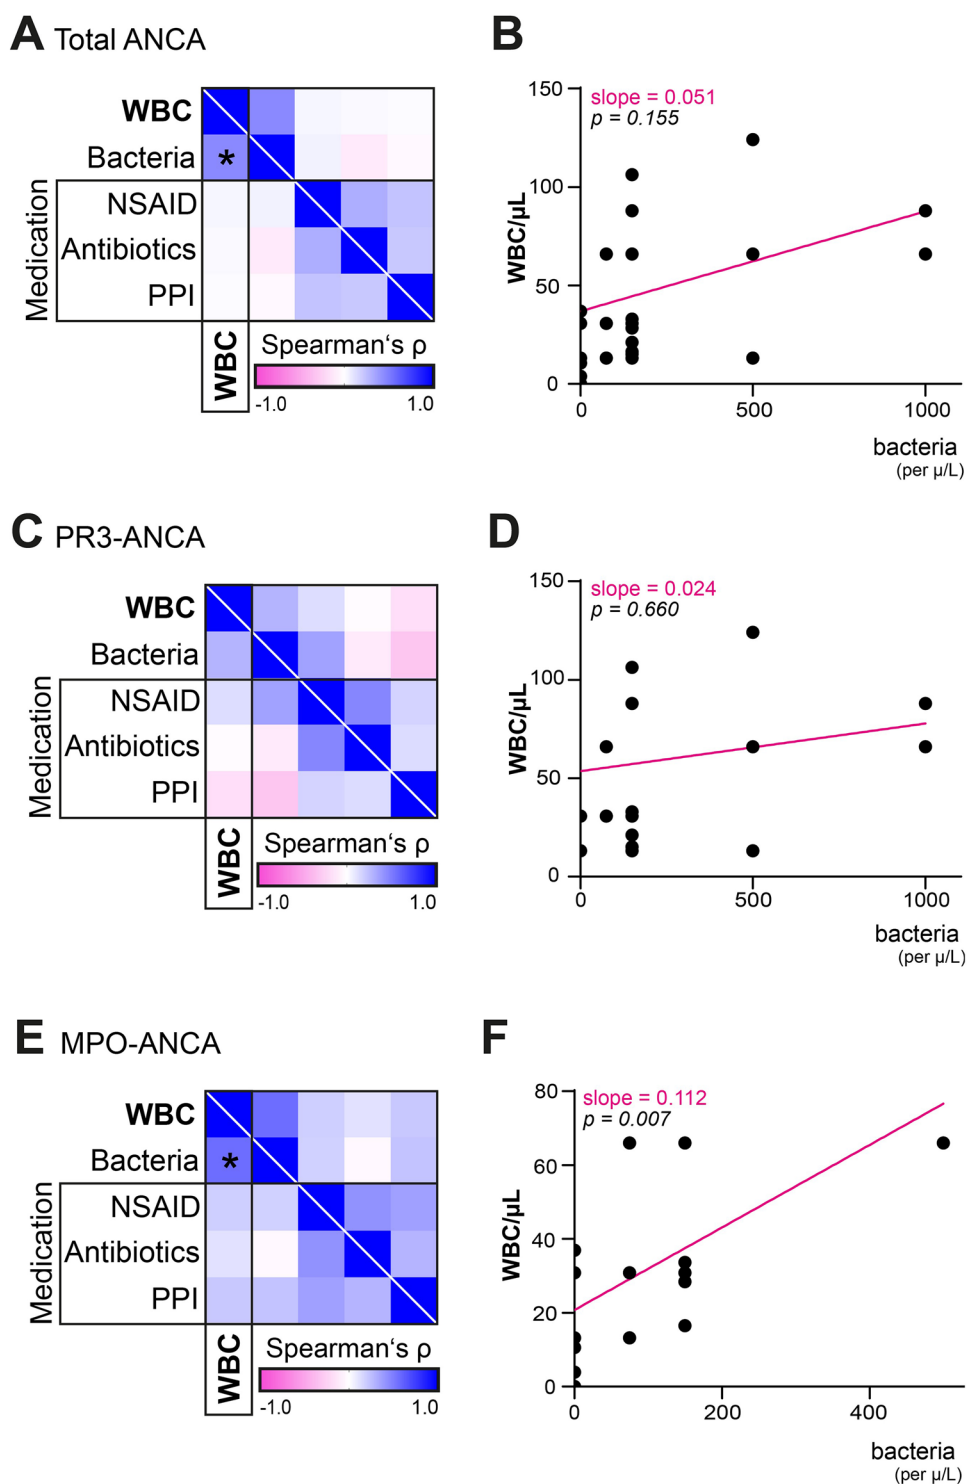 A Total ANCA
WBC
Bacteria
*
NSAID
Antibiotics
PPI
Medication
WBC
Spearman‘s ρ
-1.0
1.0
B
slope = 0.051
p = 0.155
150
100
50
0
WBC/µL
0
500
1000
bacteria
(per µ/L)
C PR3-ANCA
WBC
Bacteria
NSAID
Antibiotics
PPI
Medication
WBC
Spearman‘s ρ
-1.0
1.0
D
slope = 0.024
p = 0.660
150
100
50
0
WBC/µL
0
500
1000
bacteria
(per µ/L)
E MPO-ANCA
WBC
Bacteria
*
NSAID
Antibiotics
PPI
Medication
WBC
Spearman‘s ρ
-1.0
1.0
F
slope = 0.112
p = 0.007
80
60
40
20
0
WBC/µL
0
200
400
bacteria
(per µ/L)